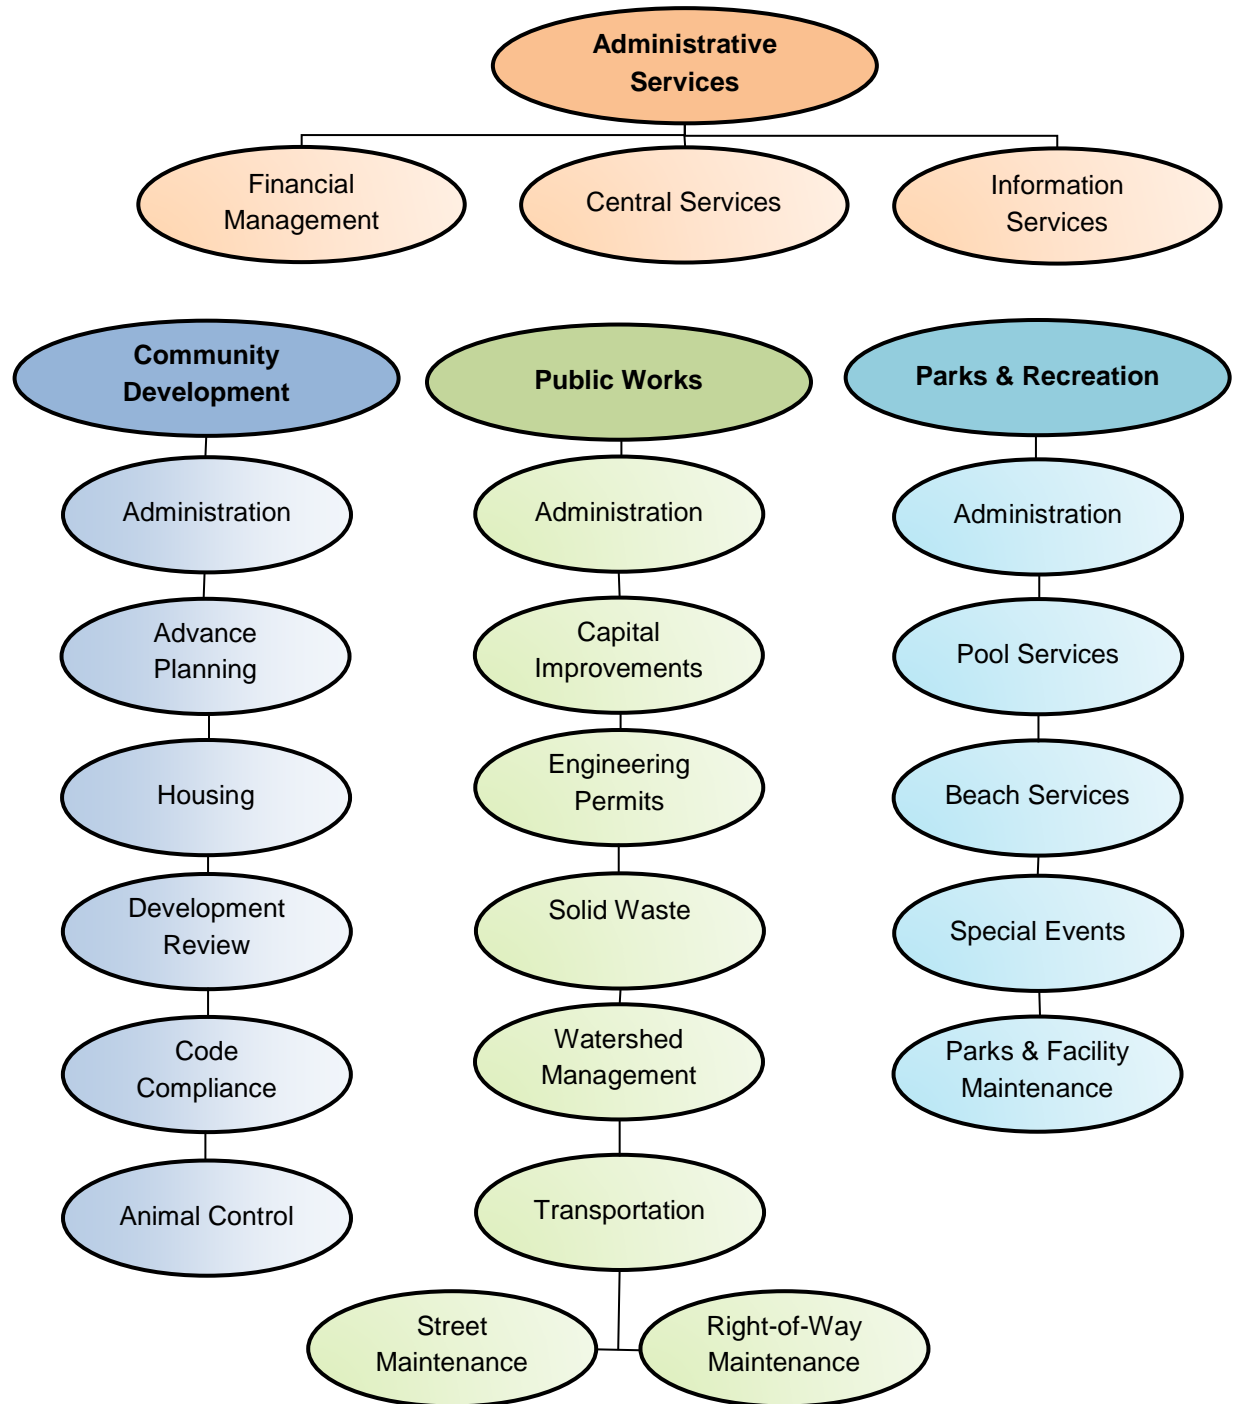 Administrative
Services
Financial
Management
Central Services
Information
Services
Community
Development
Administration
Advance
Planning
Housing
Development
Review
Code
Compliance
Animal Control
Public Works
Administration
Capital
Improvements
Engineering
Permits
Solid Waste
Watershed
Management
Transportation
Street
Maintenance
Right-of-Way
Maintenance
Parks & Recreation
Administration
Pool Services
Beach Services
Special Events
Parks & Facility
Maintenance